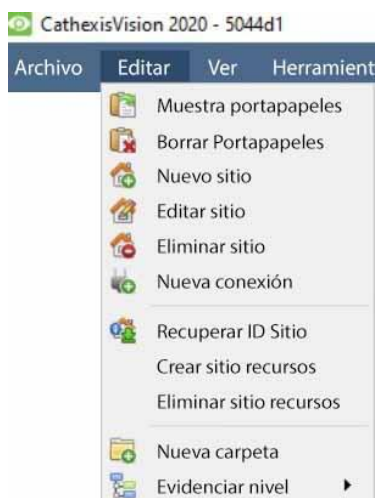 CathexisVision 2020 - 5044d1
Archivo Editar Ver Herramient
Muestra portapapeles
Borrar Portapapeles
Nuevo sitio
Editar sitio
Eliminar sitio
Nueva conexión
Recuperar ID Sitio
Crear sitio recursos
Eliminar sitio recursos
Nueva carpeta
Evidenciar nivel